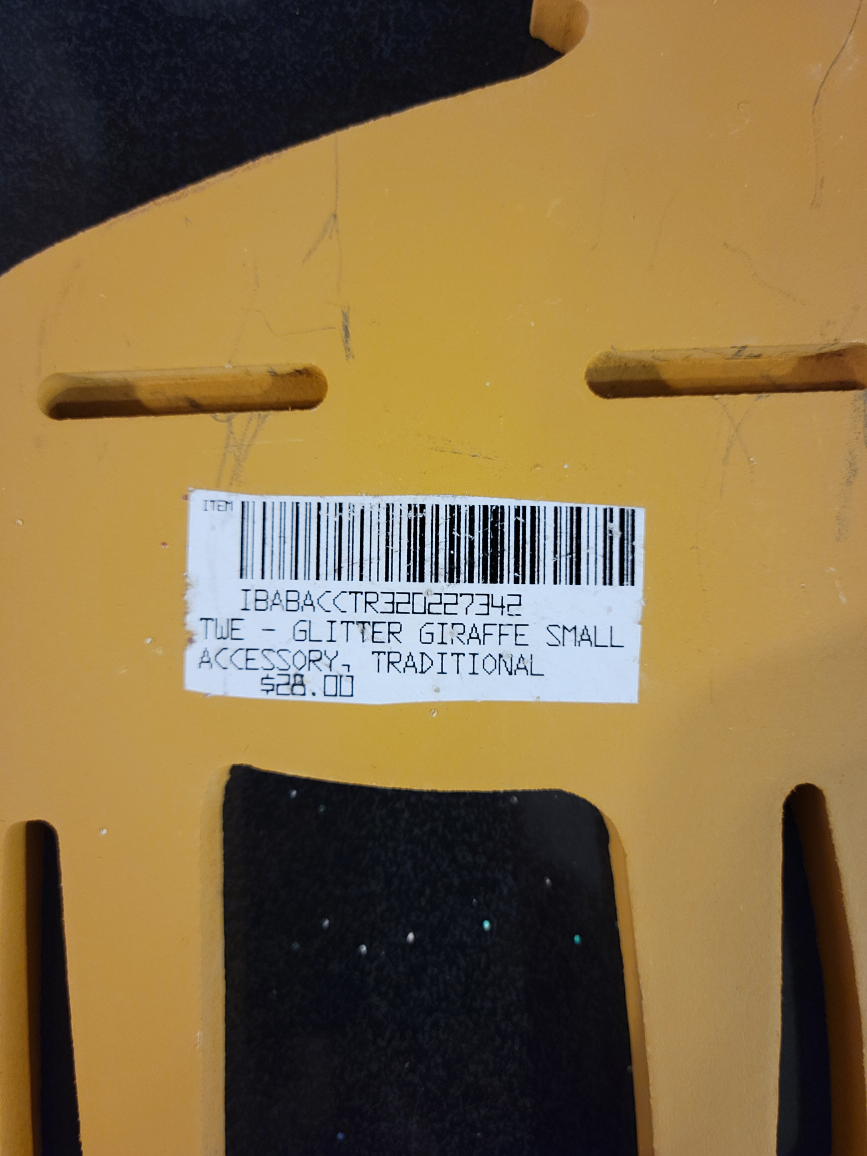 ITEM
IBABACCTR320227342
TWE - GLITTER GIRAFFE SMALL
ACCESSORY, TRADITIONAL
$28.00